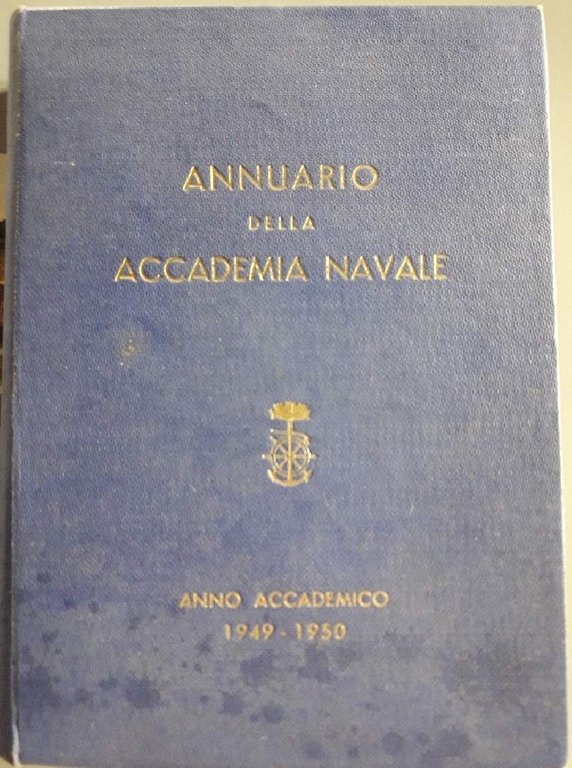 ANNUARIO
DELLA
ACCADEMIA NAVALE
ANNO ACCADEMICO
1949 - 1950